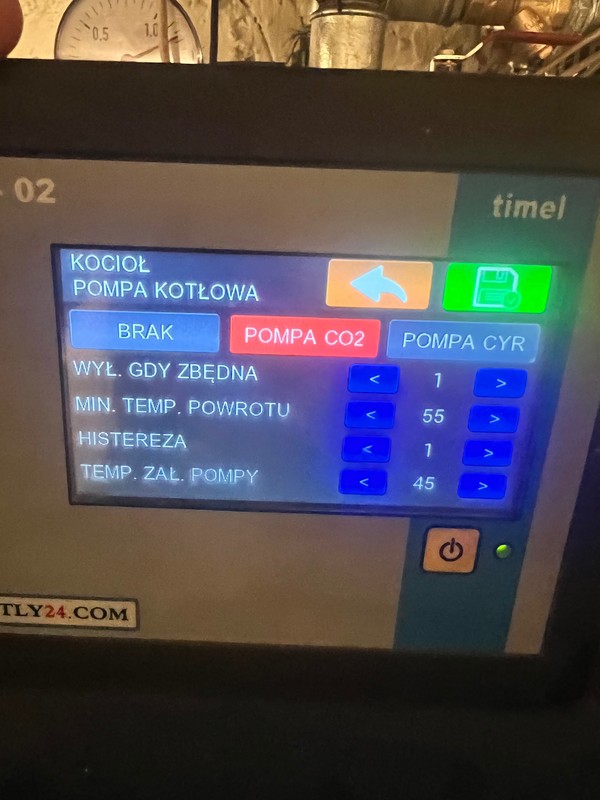 0,5 1,0
02
timel
KOCIOŁ
POMPA KOTŁOWA
BRAK POMPA CO2 POMPA CYR
WYŁ. GDY ZBĘDNA < 1 >
MIN. TEMP. POWROTU < 55 >
HISTEREZA < 1 >
TEMP. ZAŁ. POMPY < 45 >
TLY24.COM